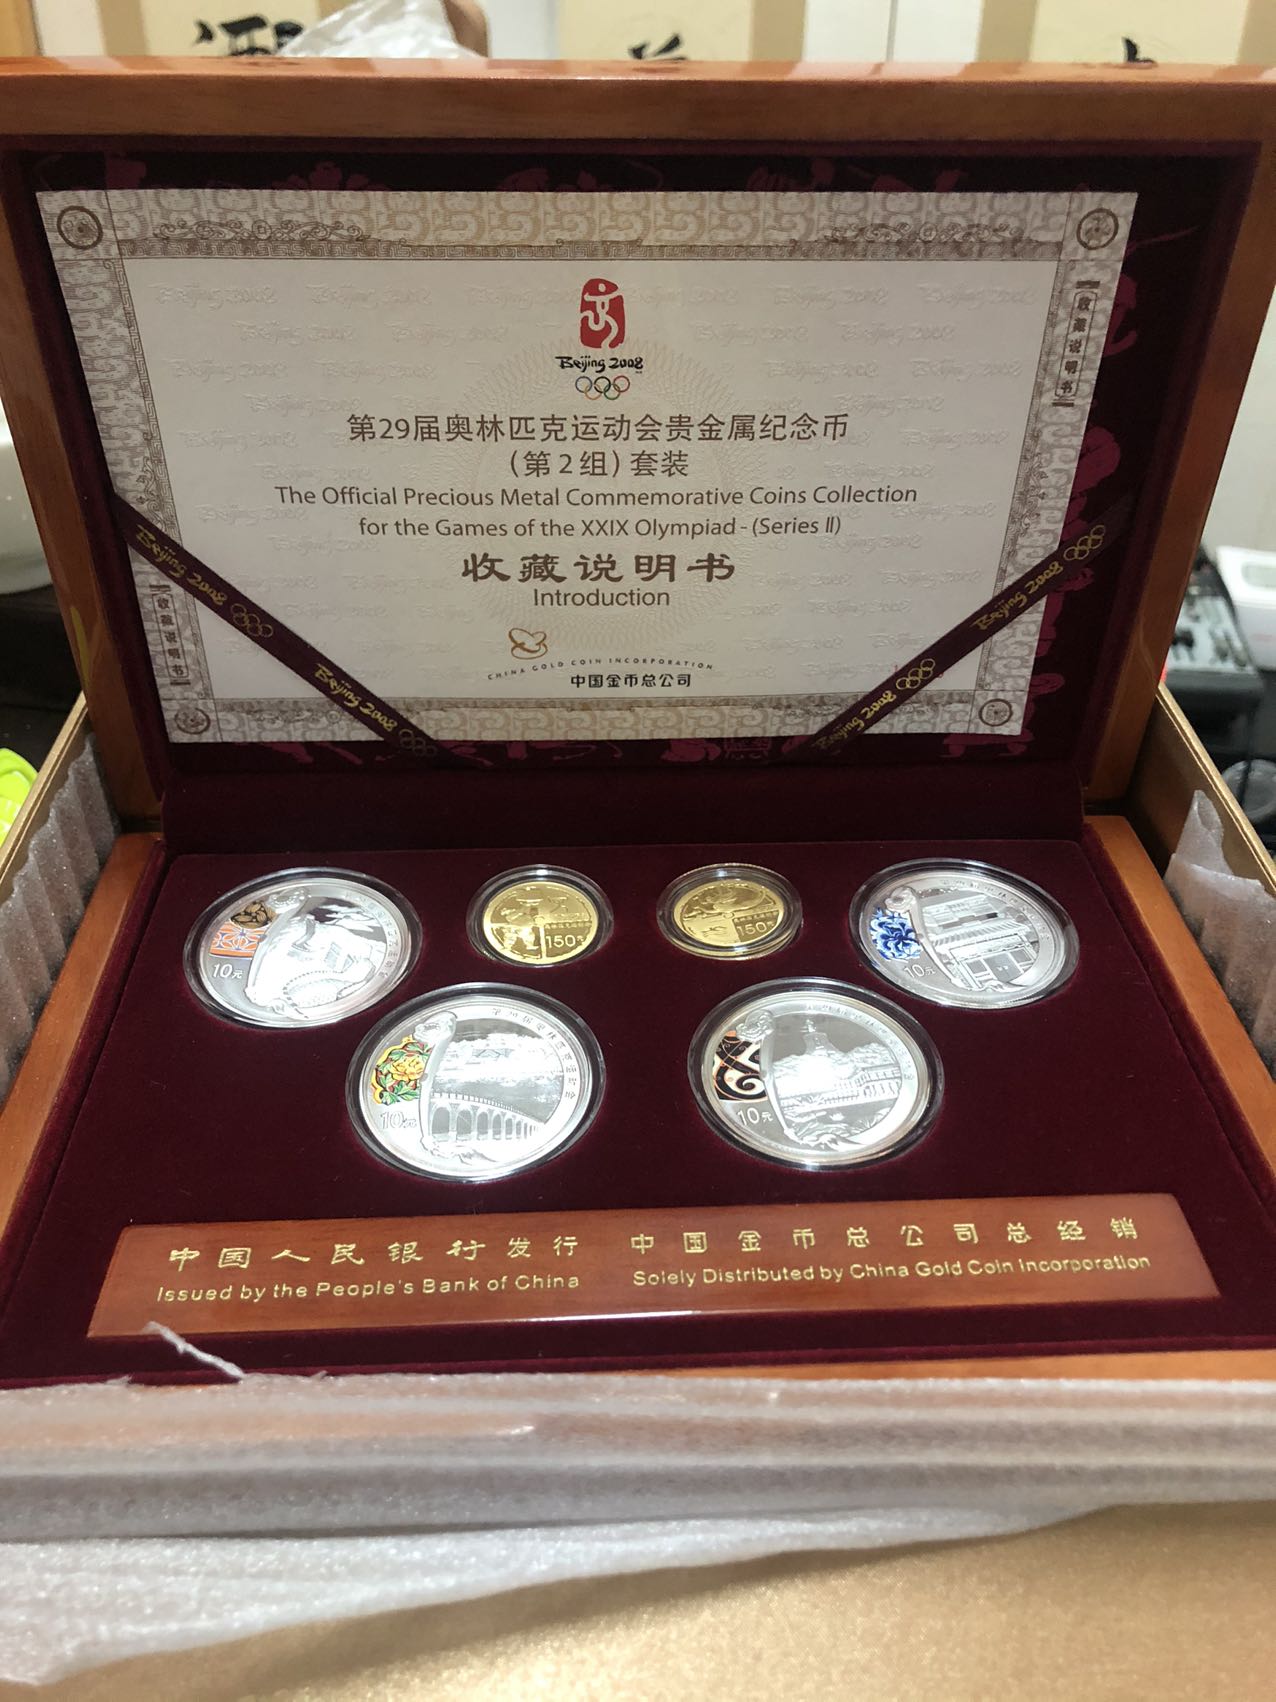 Beijing 2008
第29届奥林匹克运动会贵金属纪念币
（第2组）套装
The Official Precious Metal Commemorative Coins Collection
for the Games of the XXIX Olympiad - (Series II)
收藏说明书
Introduction
CHINA GOLD COIN INCORPORATION
中国金币总公司
收藏说明书
收藏说明书
Beijing 2008
Beijing 2008
Beijing 2008
Beijing 2008
10元
150元
150元
10元
10元
10元
中国人民银行发行
中国金币总公司总经销
Issued by the People's Bank of China
Solely Distributed by China Gold Coin Incorporation